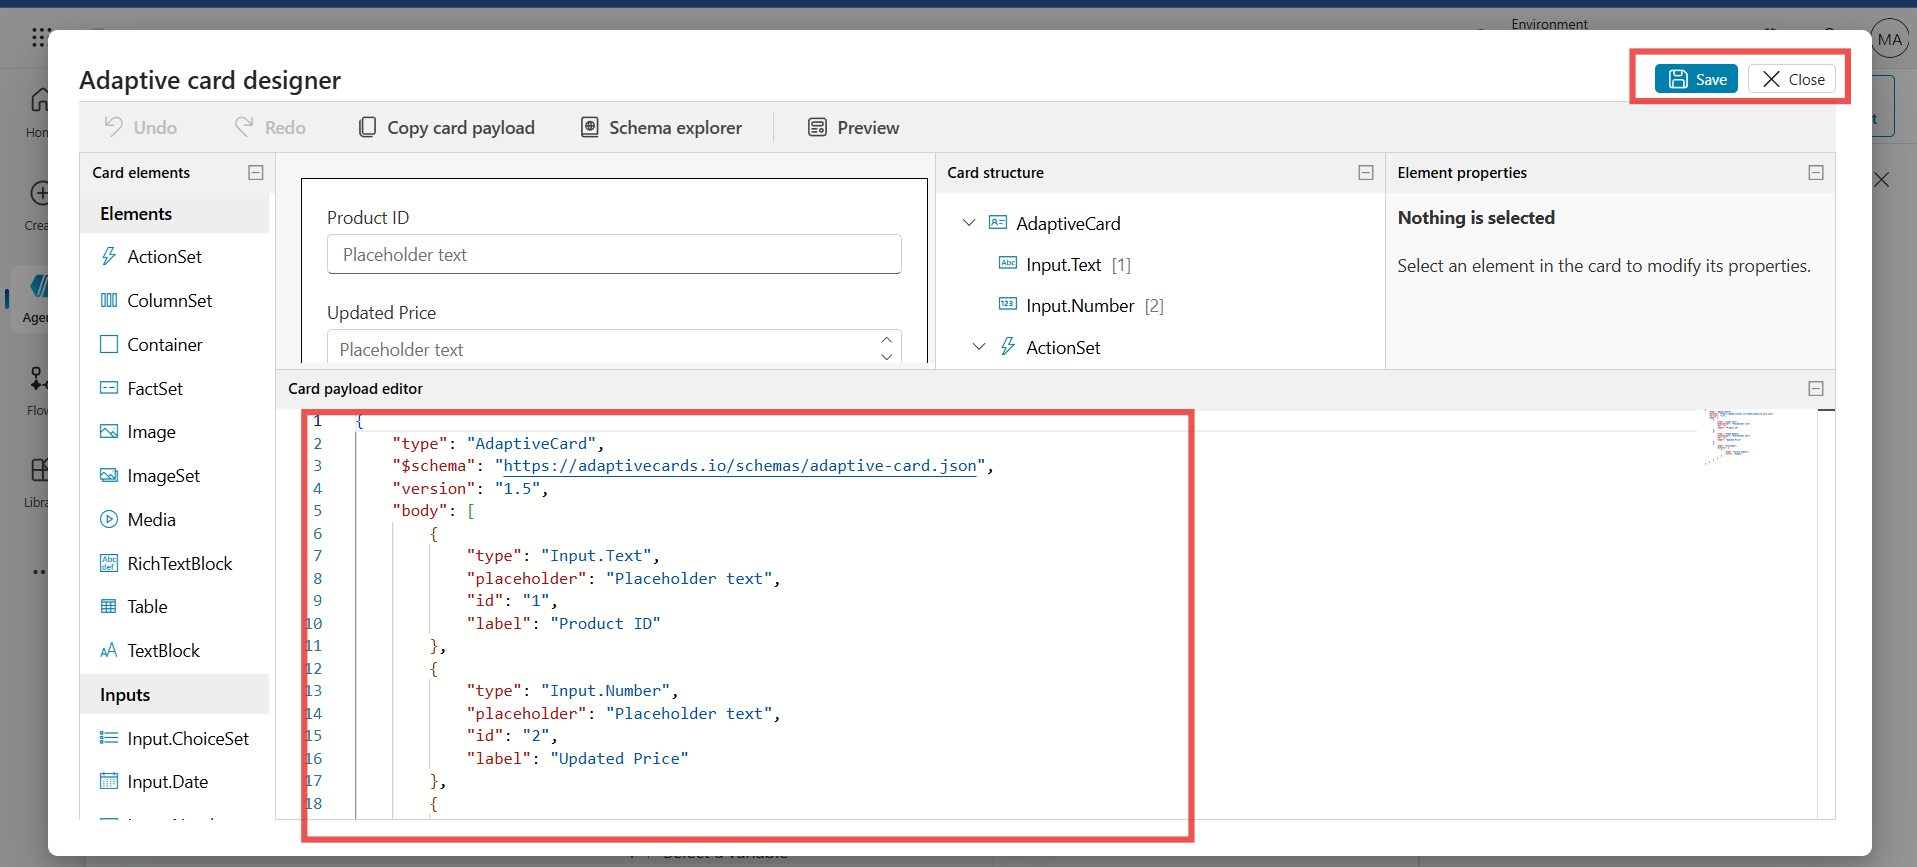 Environment
MA
Adaptive card designer
Save
Close
Undo
Redo
Copy card payload
Schema explorer
Preview
Card elements
Elements
ActionSet
ColumnSet
Container
FactSet
Image
ImageSet
Media
RichTextBlock
Table
TextBlock
Inputs
Input.ChoiceSet
Input.Date
Product ID
Placeholder text
Updated Price
Placeholder text
Card structure
AdaptiveCard
Input.Text [1]
Input.Number [2]
ActionSet
Element properties
Nothing is selected
Select an element in the card to modify its properties.
Card payload editor
1 {
2 "type": "AdaptiveCard",
3 "$schema": "https://adaptivecards.io/schemas/adaptive-card.json",
4 "version": "1.5",
5 "body": [
6 {
7 "type": "Input.Text",
8 "placeholder": "Placeholder text",
9 "id": "1",
10 "label": "Product ID"
11 },
12 {
13 "type": "Input.Number",
14 "placeholder": "Placeholder text",
15 "id": "2",
16 "label": "Updated Price"
17 },
18 {